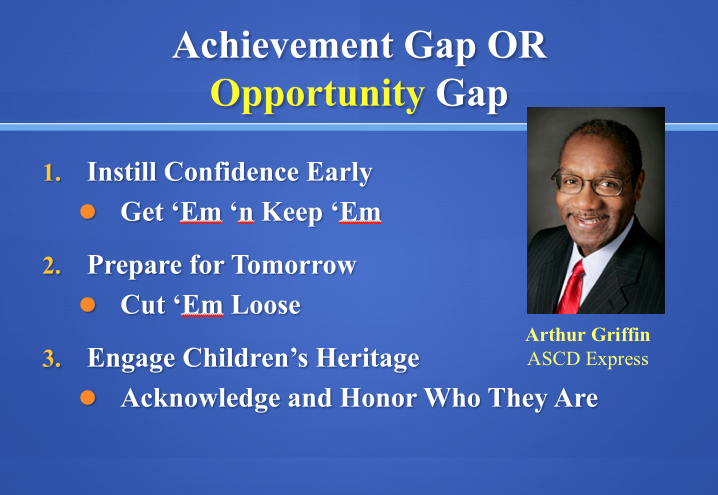 Achievement Gap OR
Opportunity Gap
1. Instill Confidence Early
Get ‘Em ‘n Keep ‘Em
2. Prepare for Tomorrow
Cut ‘Em Loose
3. Engage Children’s Heritage
Acknowledge and Honor Who They Are
Arthur Griffin
ASCD Express